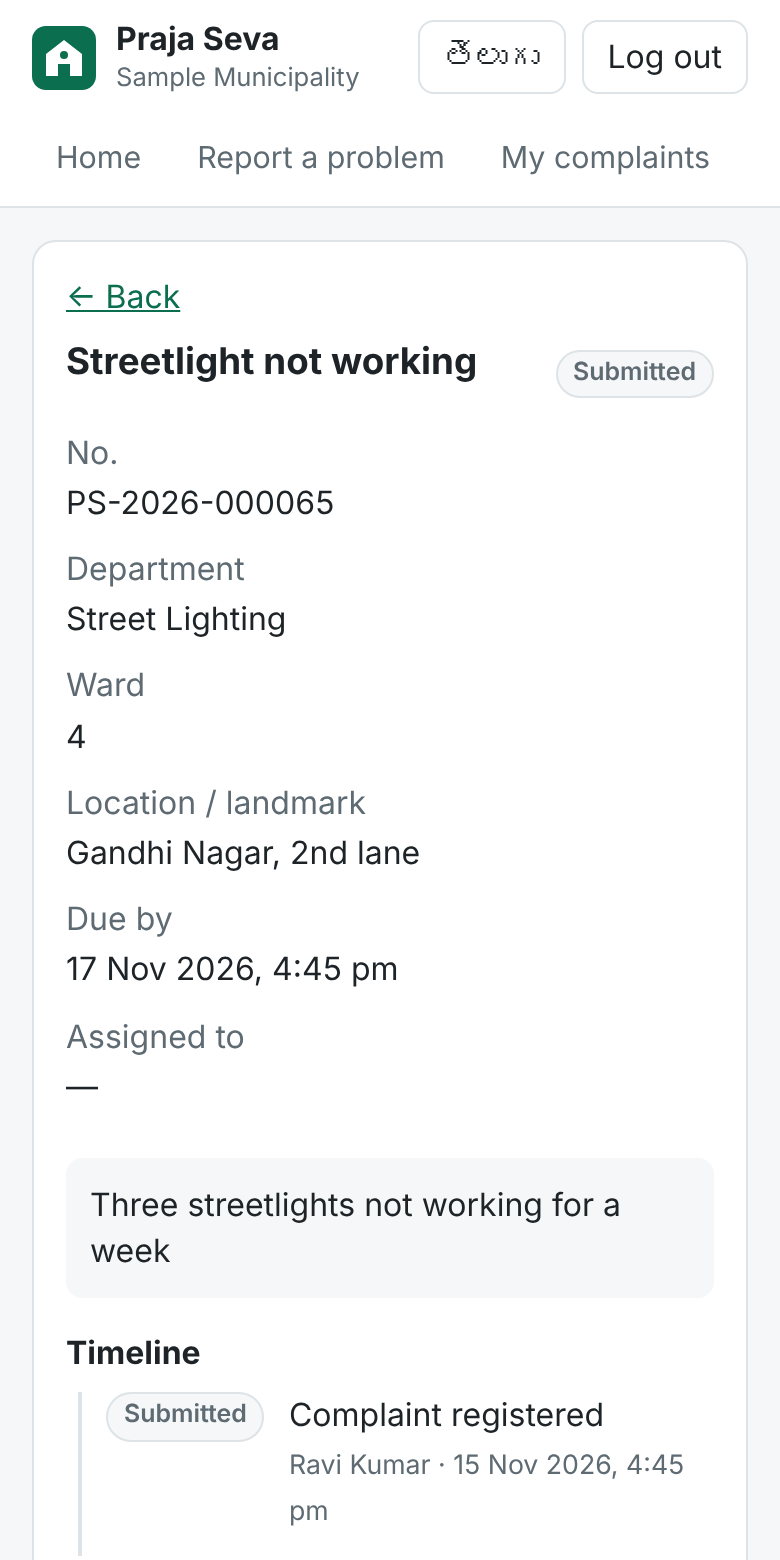 Praja Seva
Sample Municipality
తెలుగు
Log out
Home
Report a problem
My complaints
← Back
Streetlight not working
Submitted
No.
PS-2026-000065
Department
Street Lighting
Ward
4
Location / landmark
Gandhi Nagar, 2nd lane
Due by
17 Nov 2026, 4:45 pm
Assigned to
—
Three streetlights not working for a
week
Timeline
Submitted
Complaint registered
Ravi Kumar · 15 Nov 2026, 4:45
pm